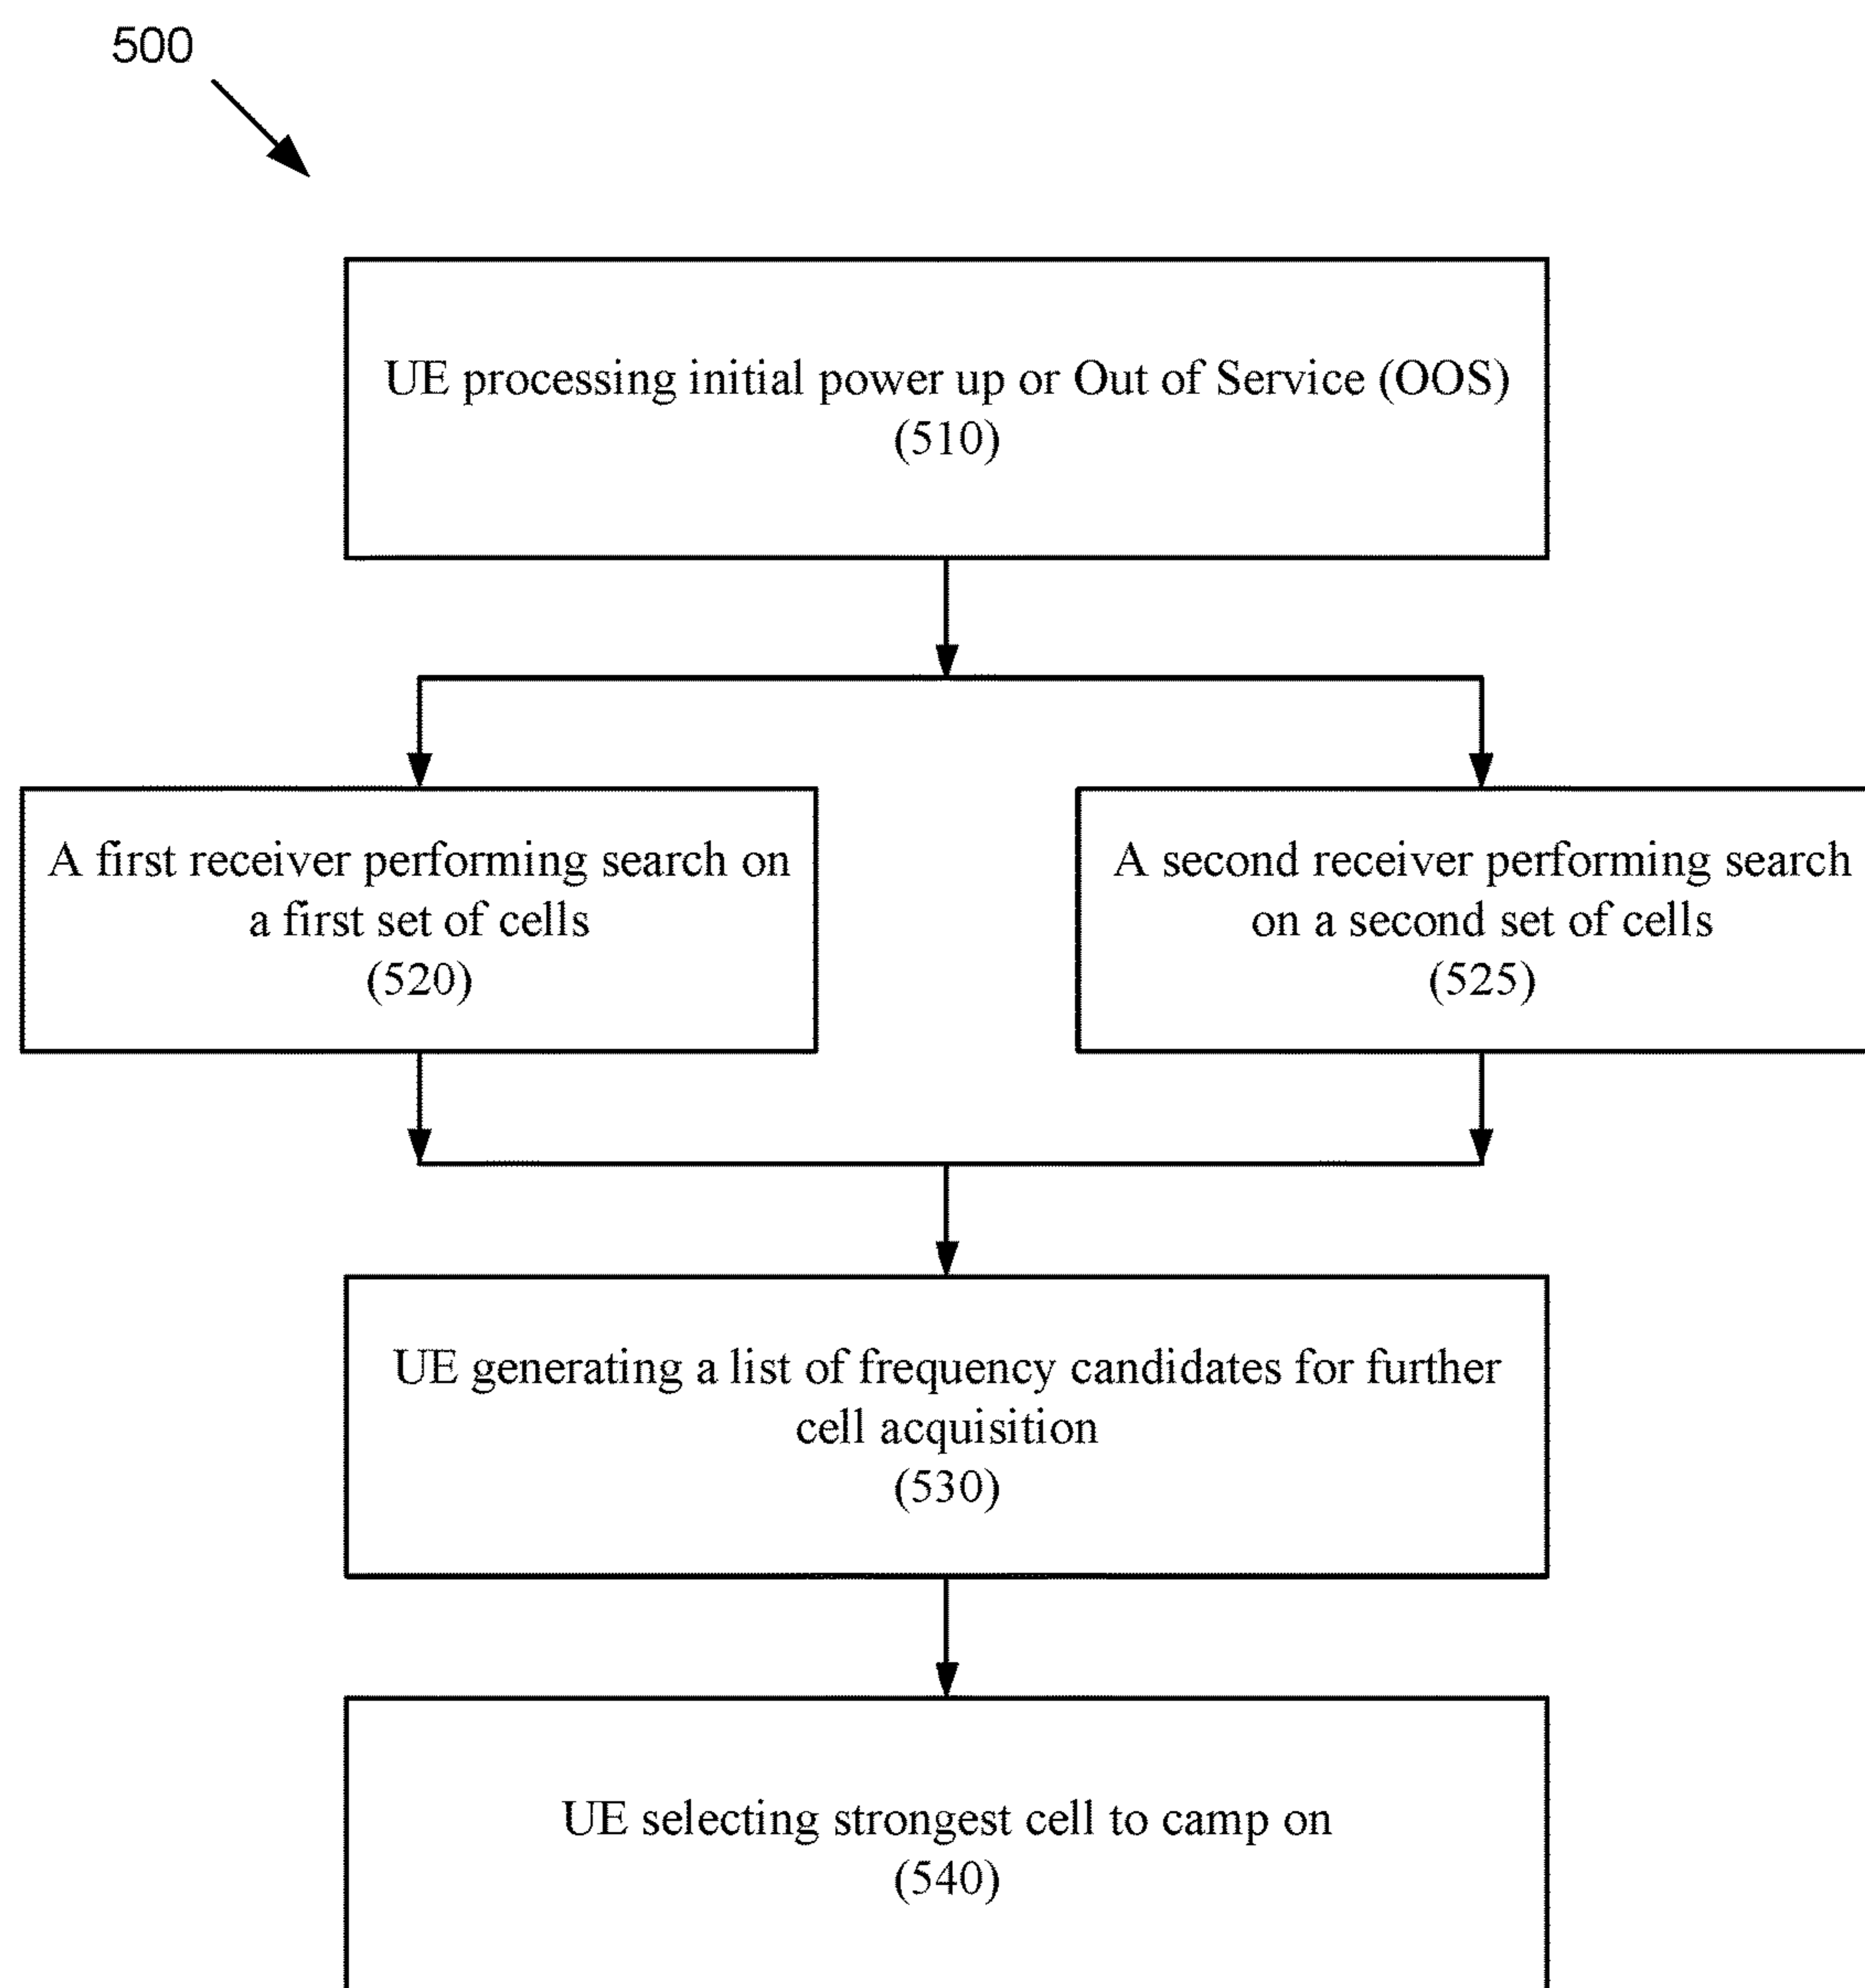 500
UE processing initial power up or Out of Service (OOS)
(510)
A first receiver performing search on
a first set of cells
(520)
A second receiver performing search
on a second set of cells
(525)
UE generating a list of frequency candidates for further
cell acquisition
(530)
UE selecting strongest cell to camp on
(540)